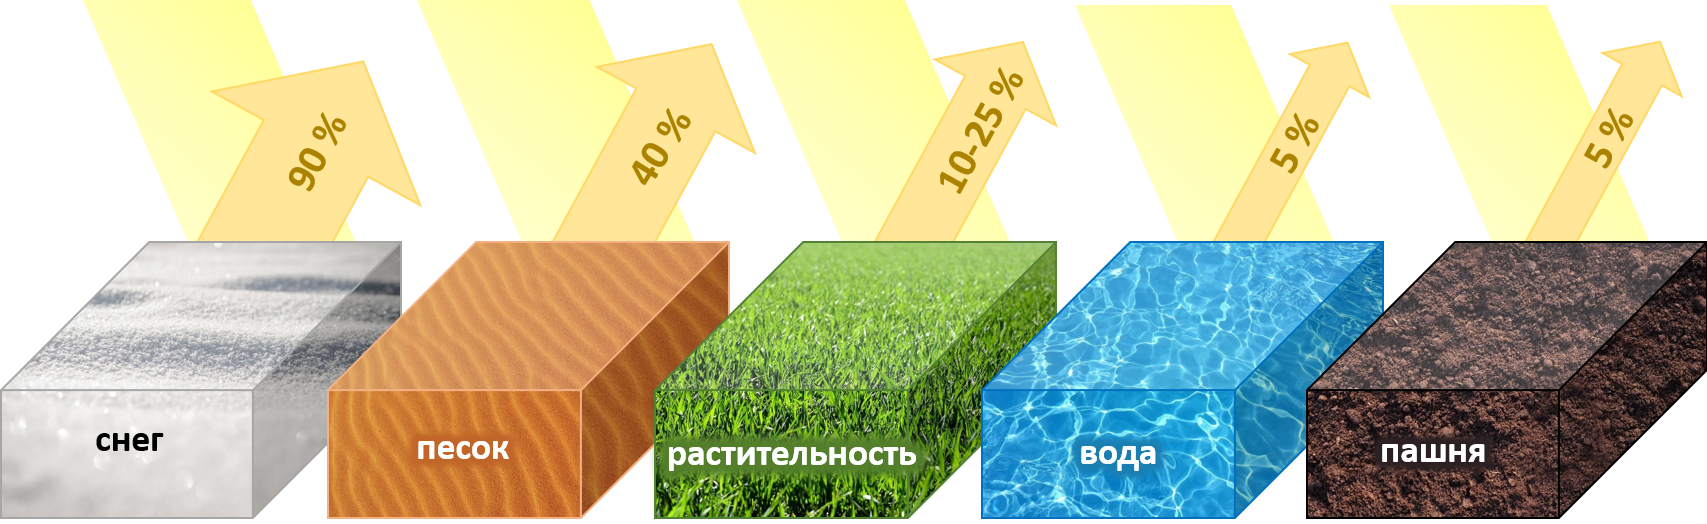 90 %
40 %
10-25 %
5 %
5 %
снег
песок
растительность
вода
пашня